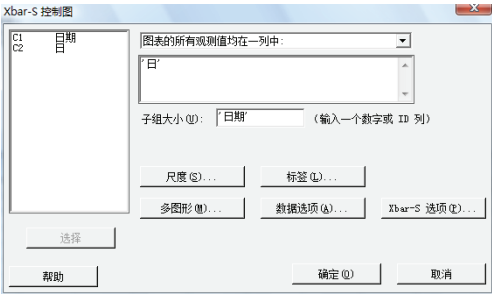 Xbar-S 控制图
C1 日期
C2 日
图表的所有观测值均在一列中:
'日'
子组大小(U): '日期' (输入一个数字或 ID 列)
尺度(S)... 标签(L)...
多图形(M)... 数据选项(A)... Xbar-S 选项(P)...
选择
帮助 确定(O) 取消